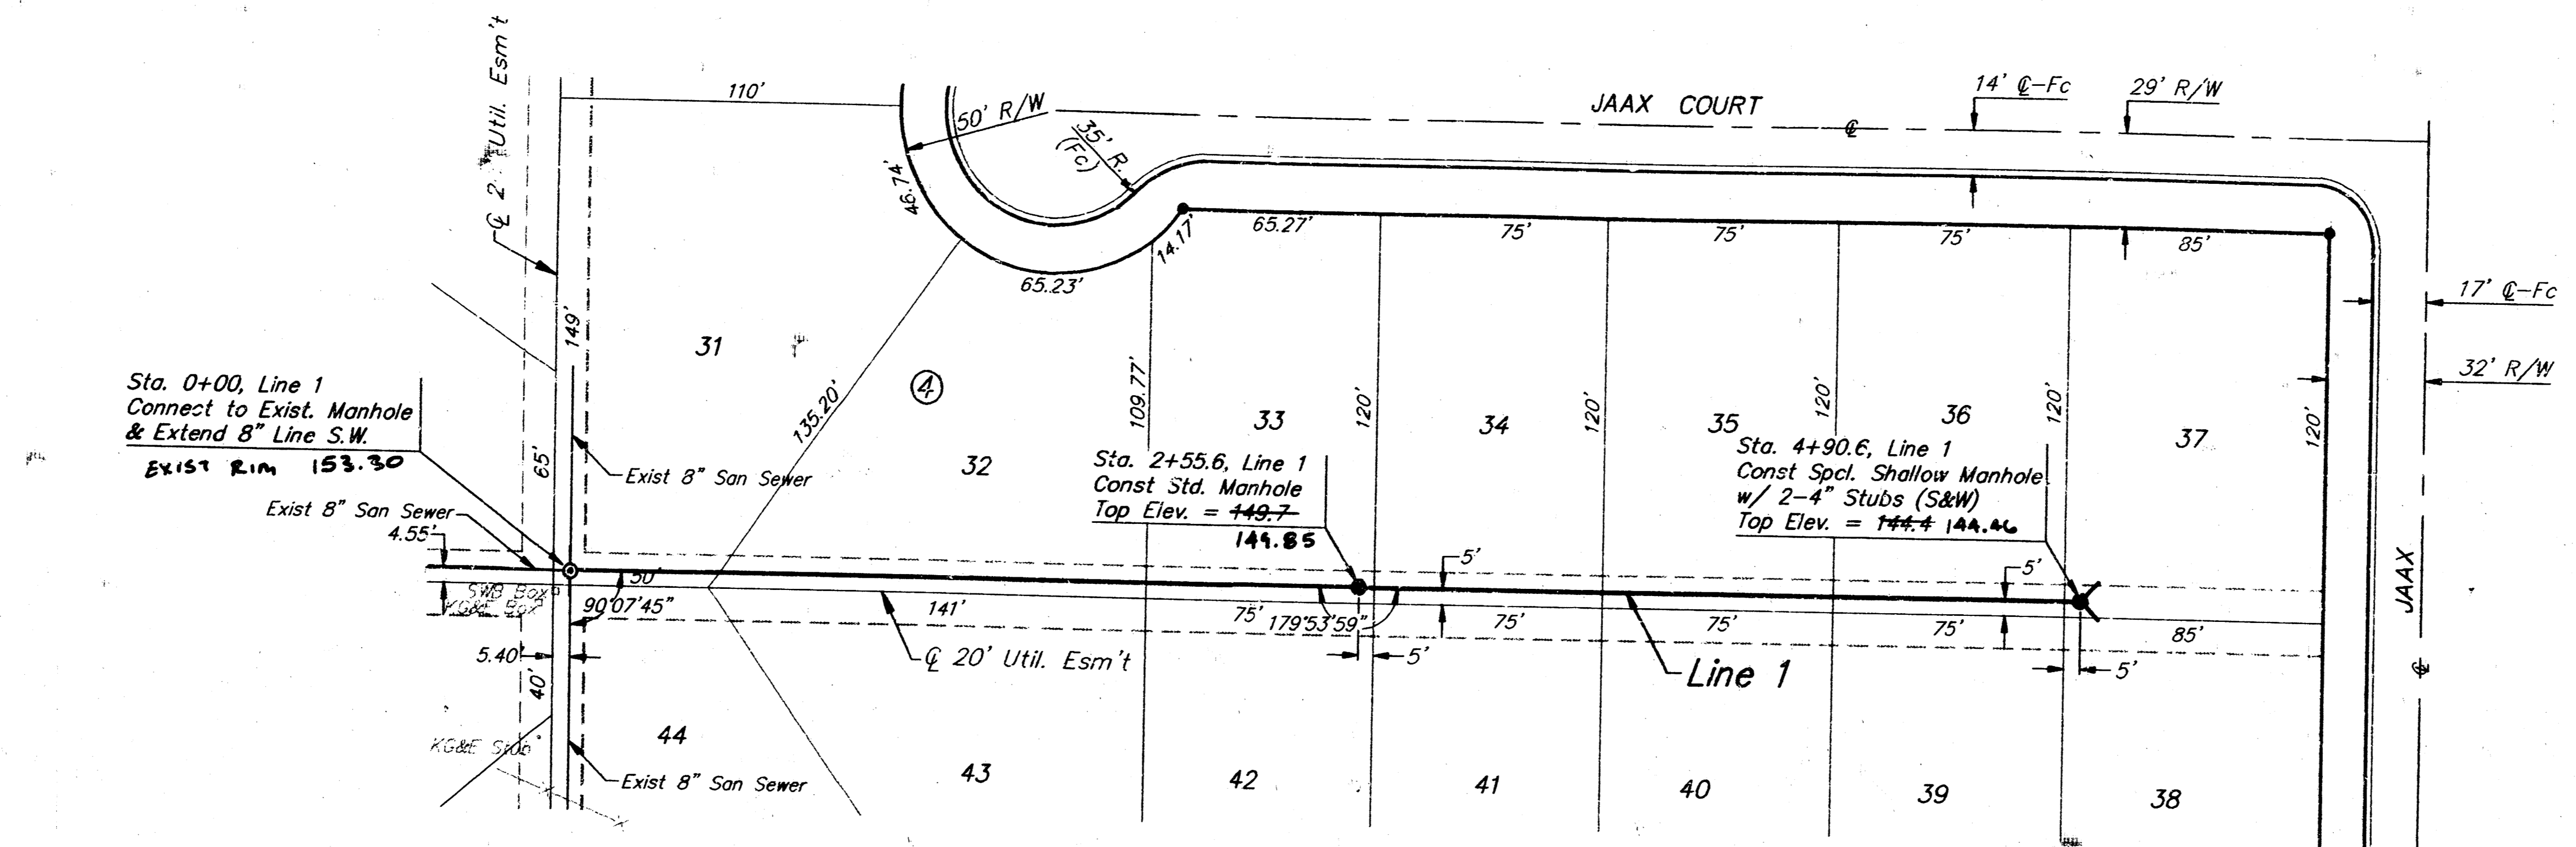 ℄ 2 Util. Esm't
110'
50' R/W
35' R.
(Fc)
JAAX COURT
℄
14' ℄-Fc
29' R/W
46.74'
65.23'
14.17'
65.27'
75'
75'
75'
85'
17' ℄-Fc
32' R/W
149'
65'
31
135.20'
④
32
109.77'
33
120'
34
120'
35
120'
36
120'
37
120'
Sta. 0+00, Line 1
Connect to Exist. Manhole
& Extend 8" Line S.W.
EXIST RIM 153.30
Exist 8" San Sewer
Exist 8" San Sewer
4.55'
Sta. 2+55.6, Line 1
Const Std. Manhole
Top Elev. = 149.7
149.85
Sta. 4+90.6, Line 1
Const Spcl. Shallow Manhole
w/ 2-4" Stubs (S&W)
Top Elev. = 144.4 144.46
SWB Box
KG&E Box
50'
90°07'45"
141'
75'
179°53'59"
5'
75'
75'
75'
5'
85'
5.40'
40'
℄ 20' Util. Esm't
5'
Line 1
5'
JAAX
℄
KG&E Stub
44
Exist 8" San Sewer
43
42
41
40
39
38